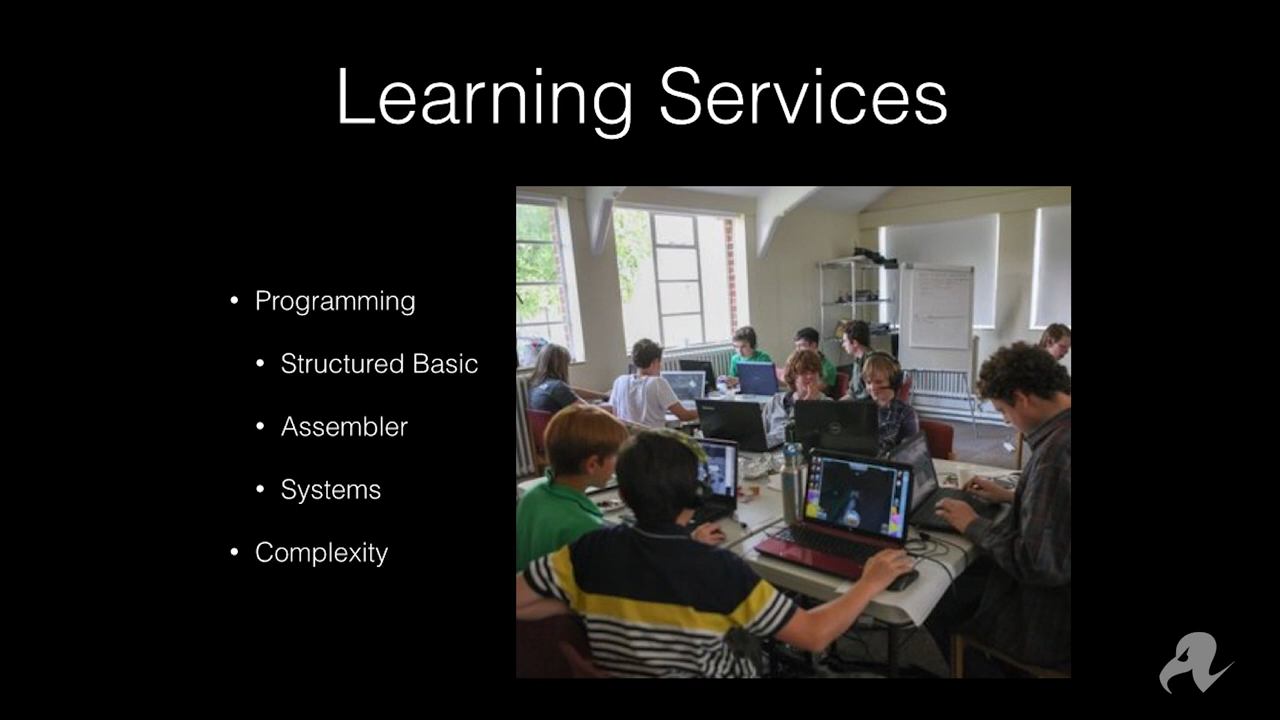 Learning Services
• Programming
• Structured Basic
• Assembler
• Systems
• Complexity